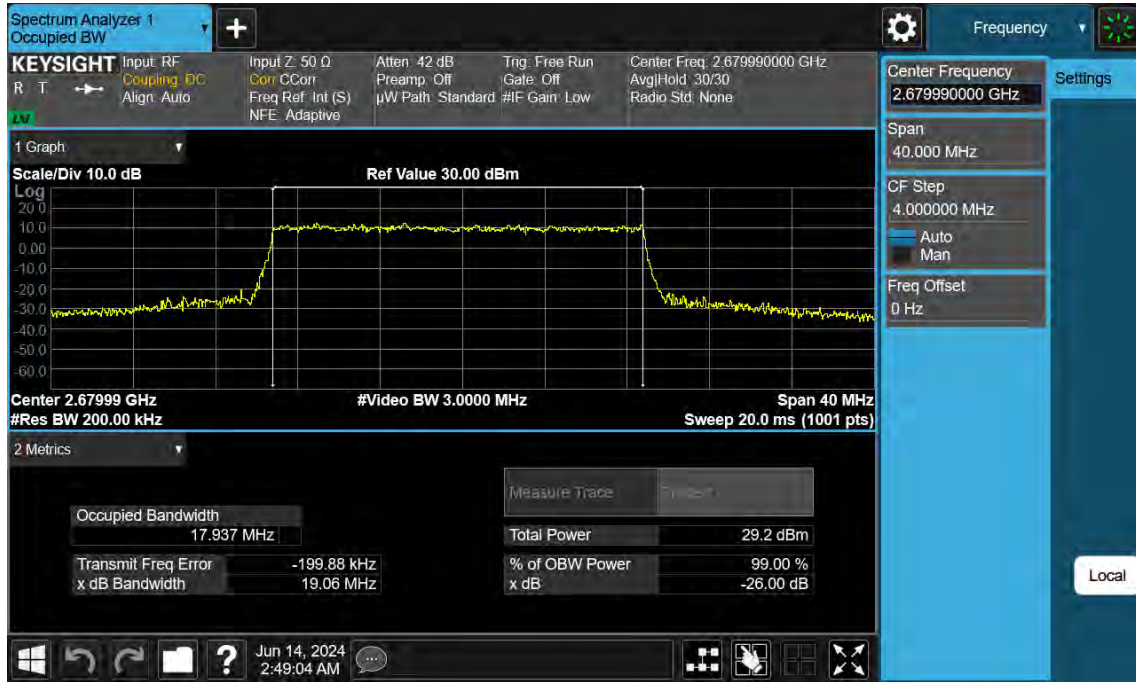 Spectrum Analyzer 1
Occupied BW
+
Frequency
KEYSIGHT
R T
LV
Input: RF
Coupling: DC
Align: Auto
Input Z: 50 Ω
Corr CCorr
Freq Ref: Int (S)
NFE: Adaptive
Atten: 42 dB
Preamp: Off
µW Path: Standard
Trig: Free Run
Gate: Off
#IF Gain: Low
Center Freq: 2.679990000 GHz
Avg|Hold: 30/30
Radio Std: None
Center Frequency
2.679990000 GHz
Settings
Span
40.000 MHz
CF Step
4.000000 MHz
Auto
Man
Freq Offset
0 Hz
Local
1 Graph
Scale/Div 10.0 dB
Ref Value 30.00 dBm
Log
20.0
10.0
0.00
-10.0
-20.0
-30.0
-40.0
-50.0
-60.0
Center 2.67999 GHz
#Video BW 3.0000 MHz
Span 40 MHz
#Res BW 200.00 kHz
Sweep 20.0 ms (1001 pts)
2 Metrics
Measure Trace
Occupied Bandwidth
17.937 MHz
Total Power 29.2 dBm
Transmit Freq Error -199.88 kHz
% of OBW Power 99.00 %
x dB Bandwidth 19.06 MHz
x dB -26.00 dB
?
Jun 14, 2024
2:49:04 AM